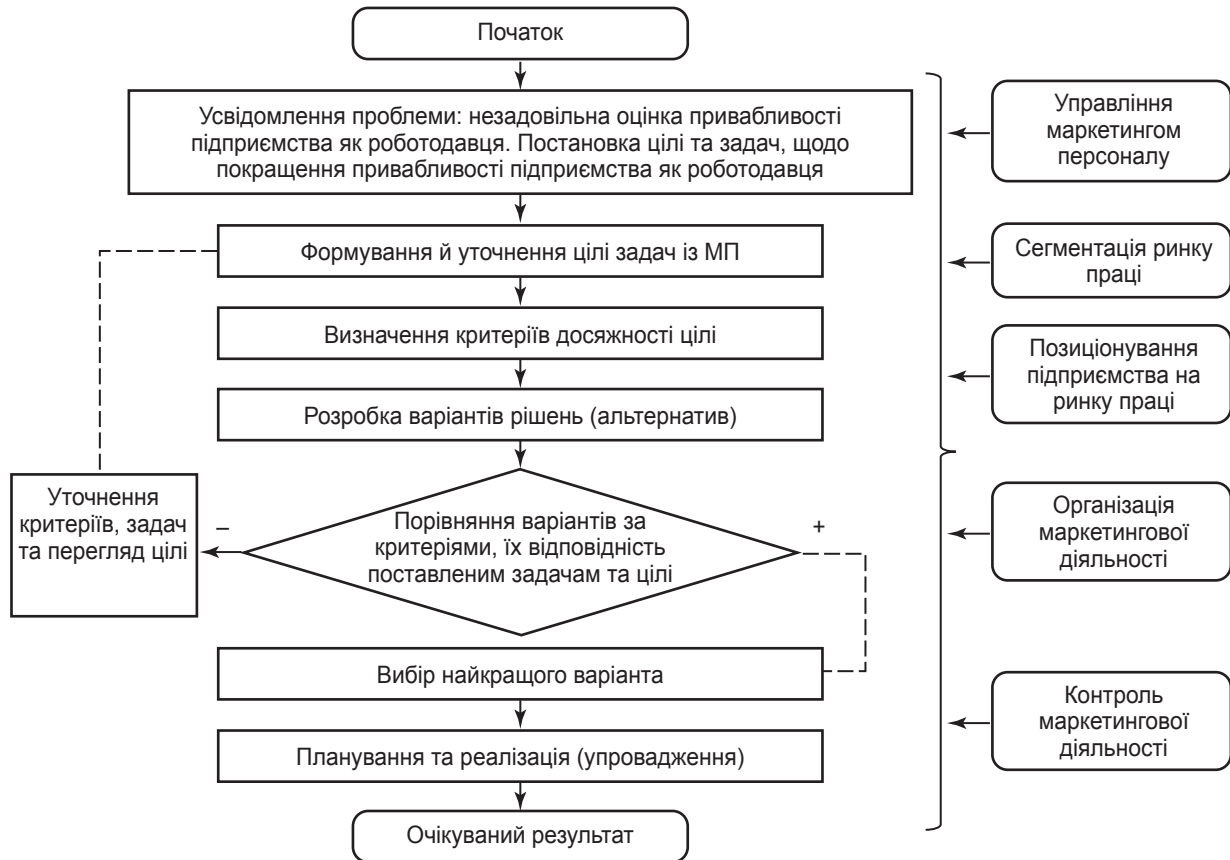 Початок
Усвідомлення проблеми: незадовільна оцінка привабливості
підприємства як роботодавця. Постановка цілі та задач, щодо
покращення привабливості підприємства як роботодавця
Формування й уточнення цілі задач із МП
Визначення критеріїв досяжності цілі
Розробка варіантів рішень (альтернатив)
Уточнення
критеріїв, задач
та перегляд цілі
–
Порівняння варіантів за
критеріями, їх відповідність
поставленим задачам та цілі
+
Вибір найкращого варіанта
Планування та реалізація (упровадження)
Очікуваний результат
Управління
маркетингом
персоналу
Сегментація ринку
праці
Позиціонування
підприємства на
ринку праці
Організація
маркетингової
діяльності
Контроль
маркетингової
діяльності